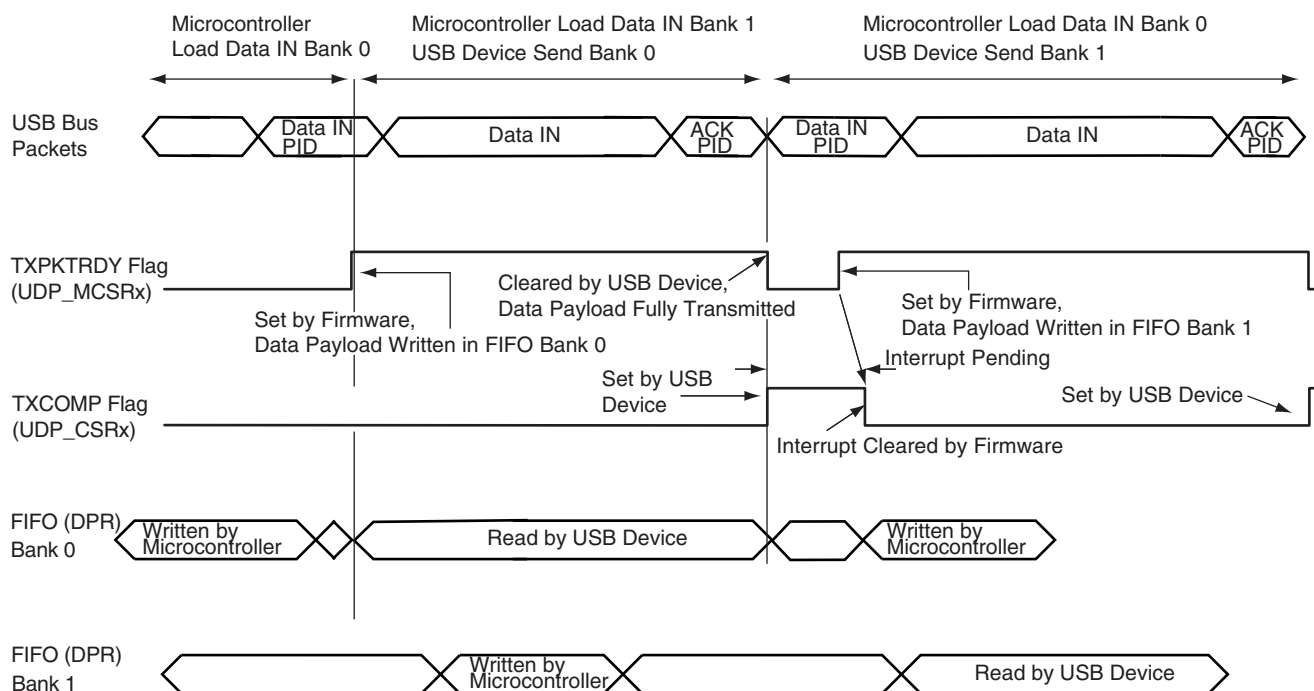 Microcontroller
Load Data IN Bank 0
Microcontroller Load Data IN Bank 1
USB Device Send Bank 0
Microcontroller Load Data IN Bank 0
USB Device Send Bank 1
USB Bus
Packets
Data IN
PID
Data IN
ACK
PID
Data IN
PID
Data IN
ACK
PID
TXPKTRDY Flag
(UDP_MCSRx)
Set by Firmware,
Data Payload Written in FIFO Bank 0
Cleared by USB Device,
Data Payload Fully Transmitted
Set by Firmware,
Data Payload Written in FIFO Bank 1
Interrupt Pending
Set by USB
Device
TXCOMP Flag
(UDP_CSRx)
Set by USB Device
Interrupt Cleared by Firmware
FIFO (DPR)
Bank 0
Written by
Microcontroller
Read by USB Device
Written by
Microcontroller
FIFO (DPR)
Bank 1
Written by
Microcontroller
Read by USB Device